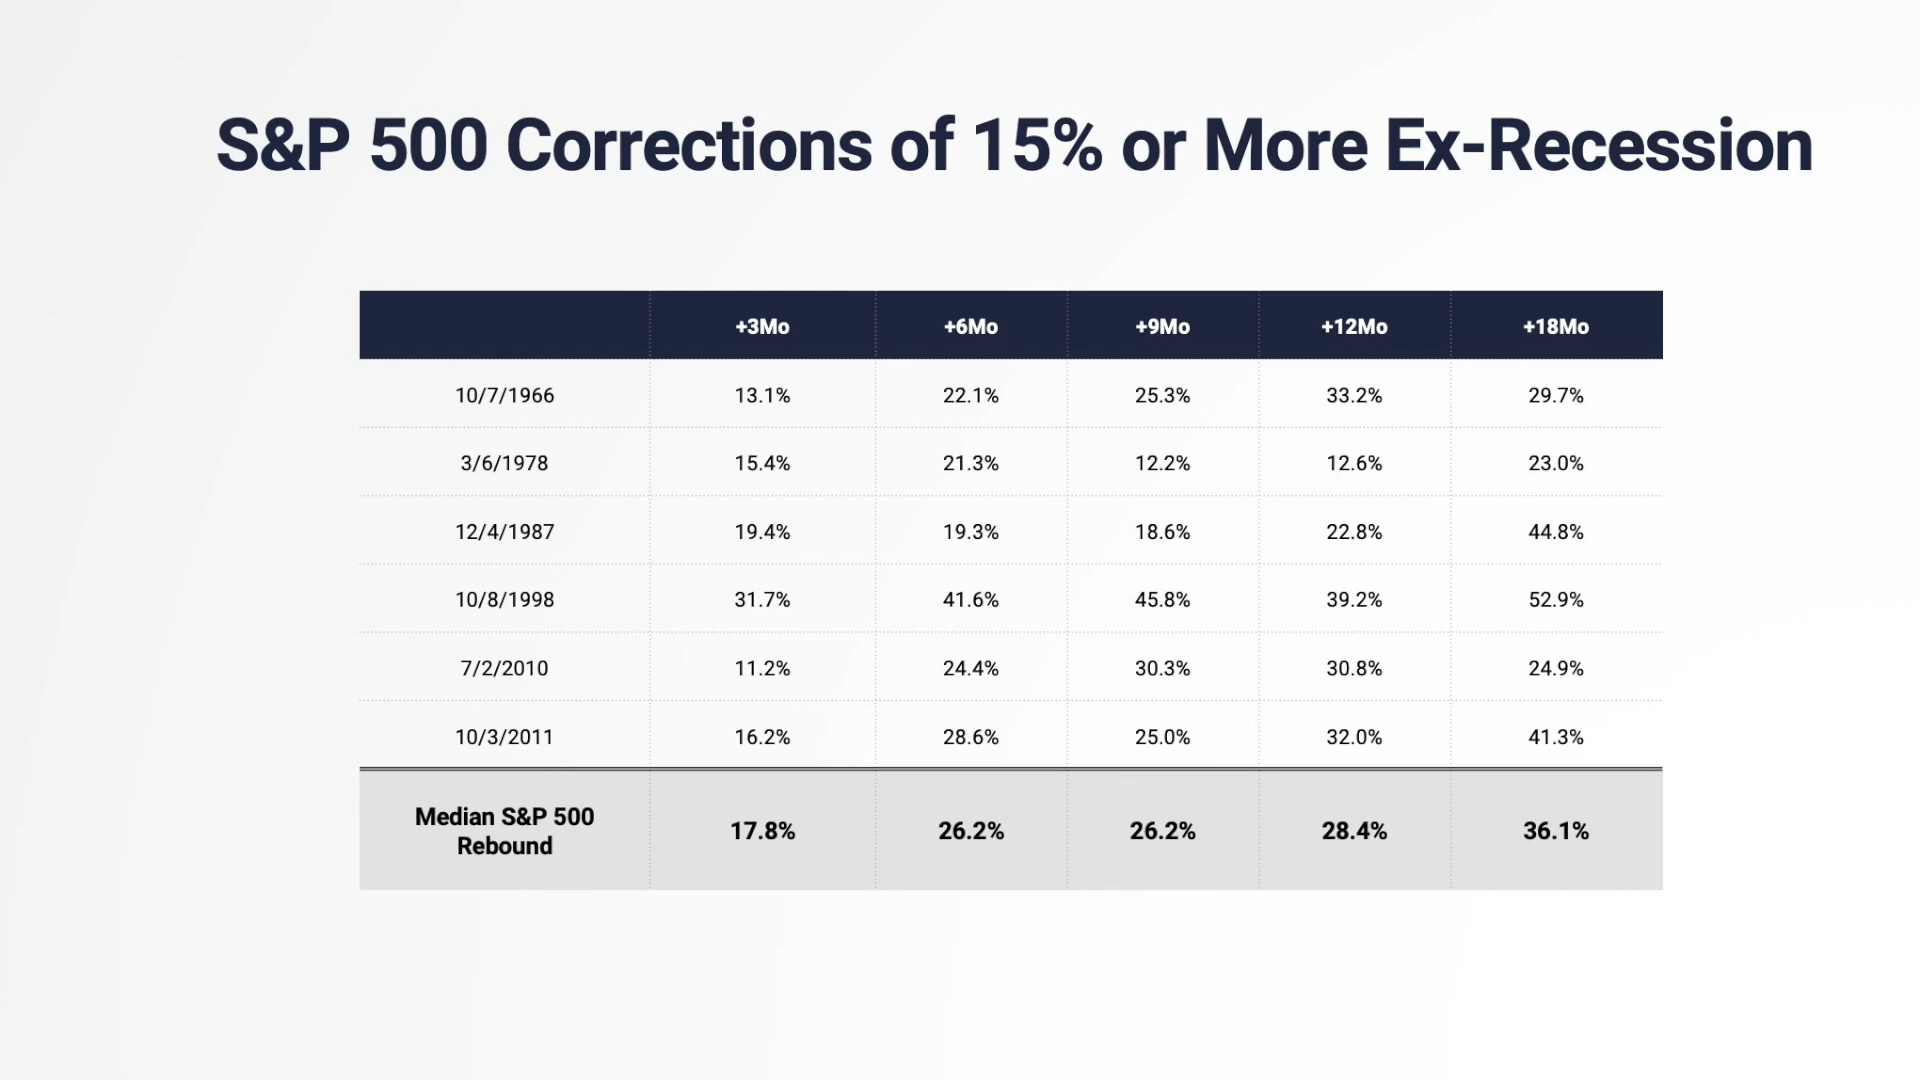 S&P 500 Corrections of 15% or More Ex-Recession
+3Mo +6Mo +9Mo +12Mo +18Mo
10/7/1966 13.1% 22.1% 25.3% 33.2% 29.7%
3/6/1978 15.4% 21.3% 12.2% 12.6% 23.0%
12/4/1987 19.4% 19.3% 18.6% 22.8% 44.8%
10/8/1998 31.7% 41.6% 45.8% 39.2% 52.9%
7/2/2010 11.2% 24.4% 30.3% 30.8% 24.9%
10/3/2011 16.2% 28.6% 25.0% 32.0% 41.3%
Median S&P 500
Rebound 17.8% 26.2% 26.2% 28.4% 36.1%